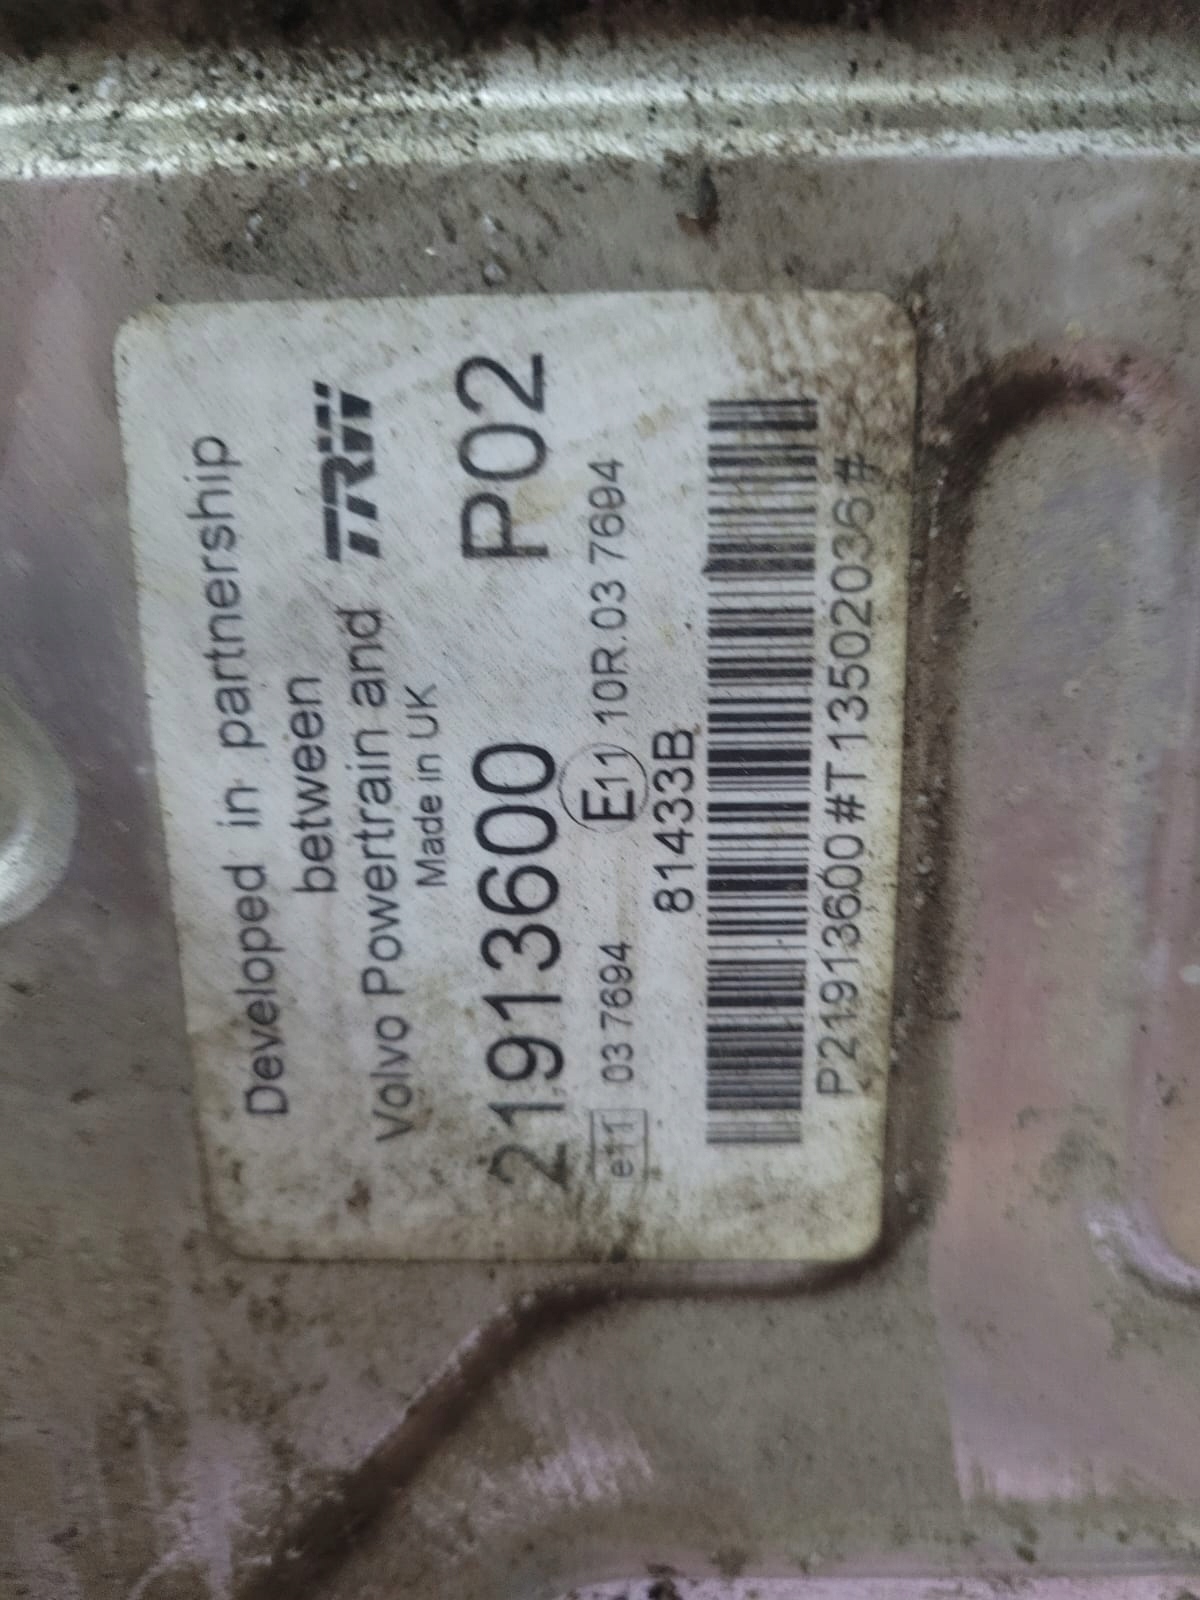 Developed in partnership
between
Volvo Powertrain and TRW
Made in UK
21913600 P02
e11 03 7694 E11 10R.03 7694
81433B
P21913600#T13502036#